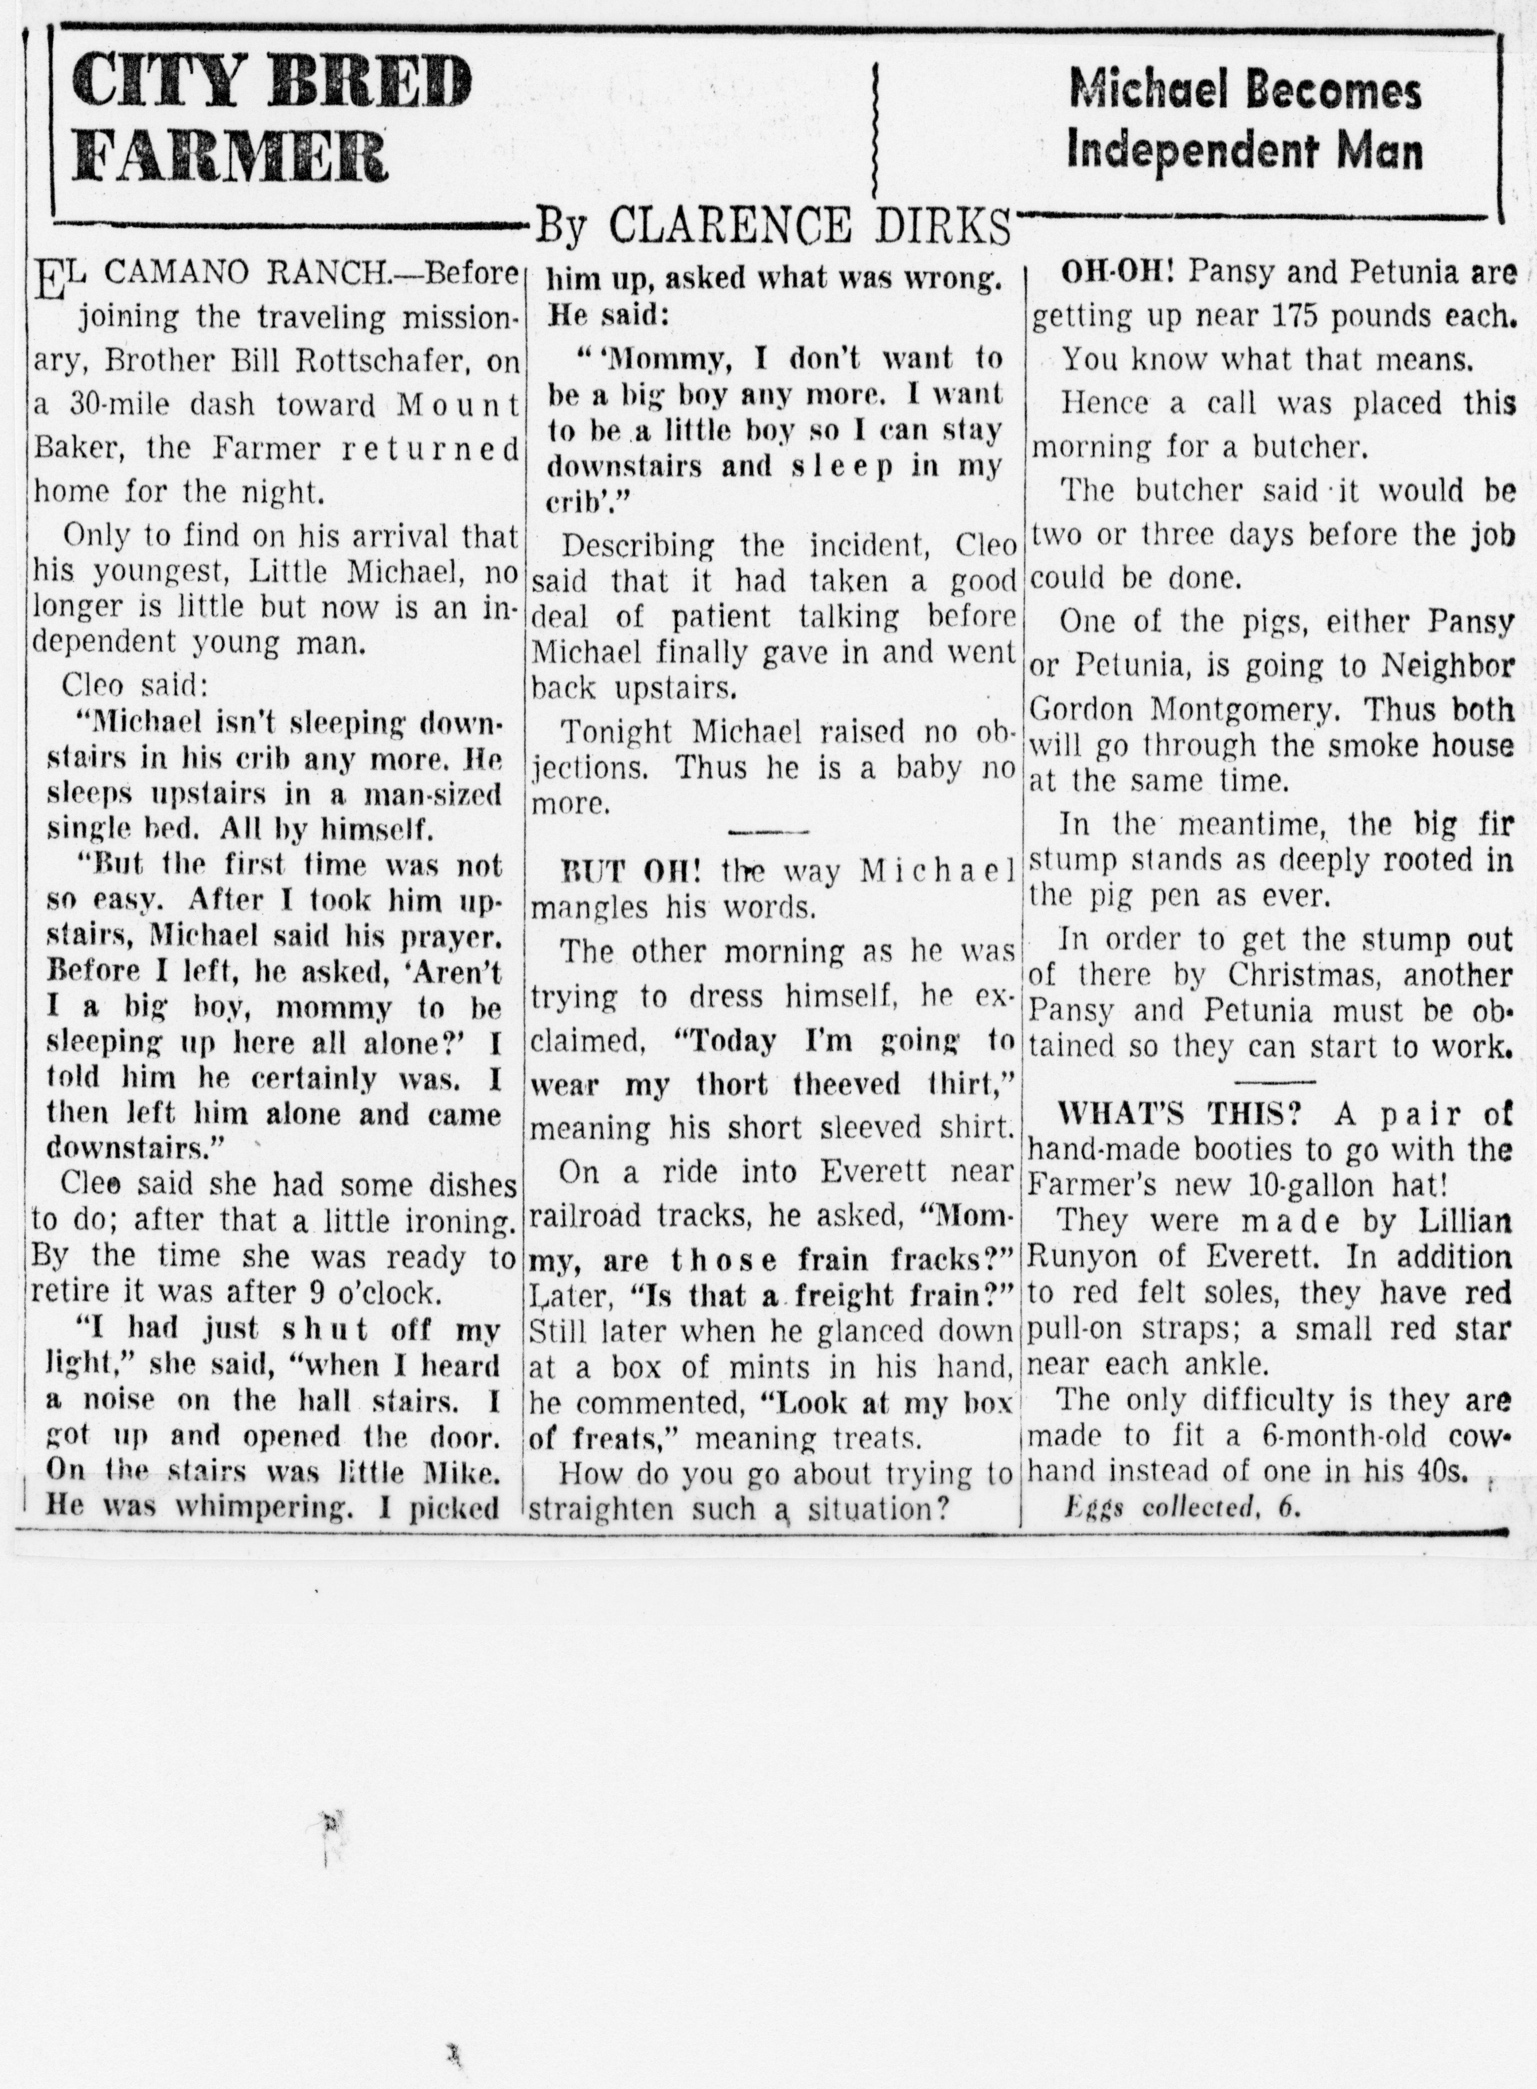 CITY BRED
FARMER
Michael Becomes
Independent Man
By CLARENCE DIRKS
EL CAMANO RANCH.—Before
joining the traveling mission-
ary, Brother Bill Rottschafer, on
a 30-mile dash toward Mount
Baker, the Farmer returned
home for the night.
Only to find on his arrival that
his youngest, Little Michael, no
longer is little but now is an in-
dependent young man.
Cleo said:
"Michael isn't sleeping down-
stairs in his crib any more. He
sleeps upstairs in a man-sized
single bed. All by himself.
"But the first time was not
so easy. After I took him up-
stairs, Michael said his prayer.
Before I left, he asked, 'Aren't
I a big boy, mommy to be
sleeping up here all alone?' I
told him he certainly was. I
then left him alone and came
downstairs."
Cleo said she had some dishes
to do; after that a little ironing.
By the time she was ready to
retire it was after 9 o'clock.
"I had just shut off my
light," she said, "when I heard
a noise on the hall stairs. I
got up and opened the door.
On the stairs was little Mike.
He was whimpering. I picked
him up, asked what was wrong.
He said:
"'Mommy, I don't want to
be a big boy any more. I want
to be a little boy so I can stay
downstairs and sleep in my
crib'."
Describing the incident, Cleo
said that it had taken a good
deal of patient talking before
Michael finally gave in and went
back upstairs.
Tonight Michael raised no ob-
jections. Thus he is a baby no
more.
BUT OH! the way Michael
mangles his words.
The other morning as he was
trying to dress himself, he ex-
claimed, "Today I'm going to
wear my thort theeved thirt,"
meaning his short sleeved shirt.
On a ride into Everett near
railroad tracks, he asked, "Mom-
my, are those frain fracks?"
Later, "Is that a freight frain?"
Still later when he glanced down
at a box of mints in his hand,
he commented, "Look at my box
of freats," meaning treats.
How do you go about trying to
straighten such a situation?
OH-OH! Pansy and Petunia are
getting up near 175 pounds each.
You know what that means.
Hence a call was placed this
morning for a butcher.
The butcher said it would be
two or three days before the job
could be done.
One of the pigs, either Pansy
or Petunia, is going to Neighbor
Gordon Montgomery. Thus both
will go through the smoke house
at the same time.
In the meantime, the big fir
stump stands as deeply rooted in
the pig pen as ever.
In order to get the stump out
of there by Christmas, another
Pansy and Petunia must be ob-
tained so they can start to work.
WHAT'S THIS? A pair of
hand-made booties to go with the
Farmer's new 10-gallon hat!
They were made by Lillian
Runyon of Everett. In addition
to red felt soles, they have red
pull-on straps; a small red star
near each ankle.
The only difficulty is they are
made to fit a 6-month-old cow-
hand instead of one in his 40s.
Eggs collected, 6.